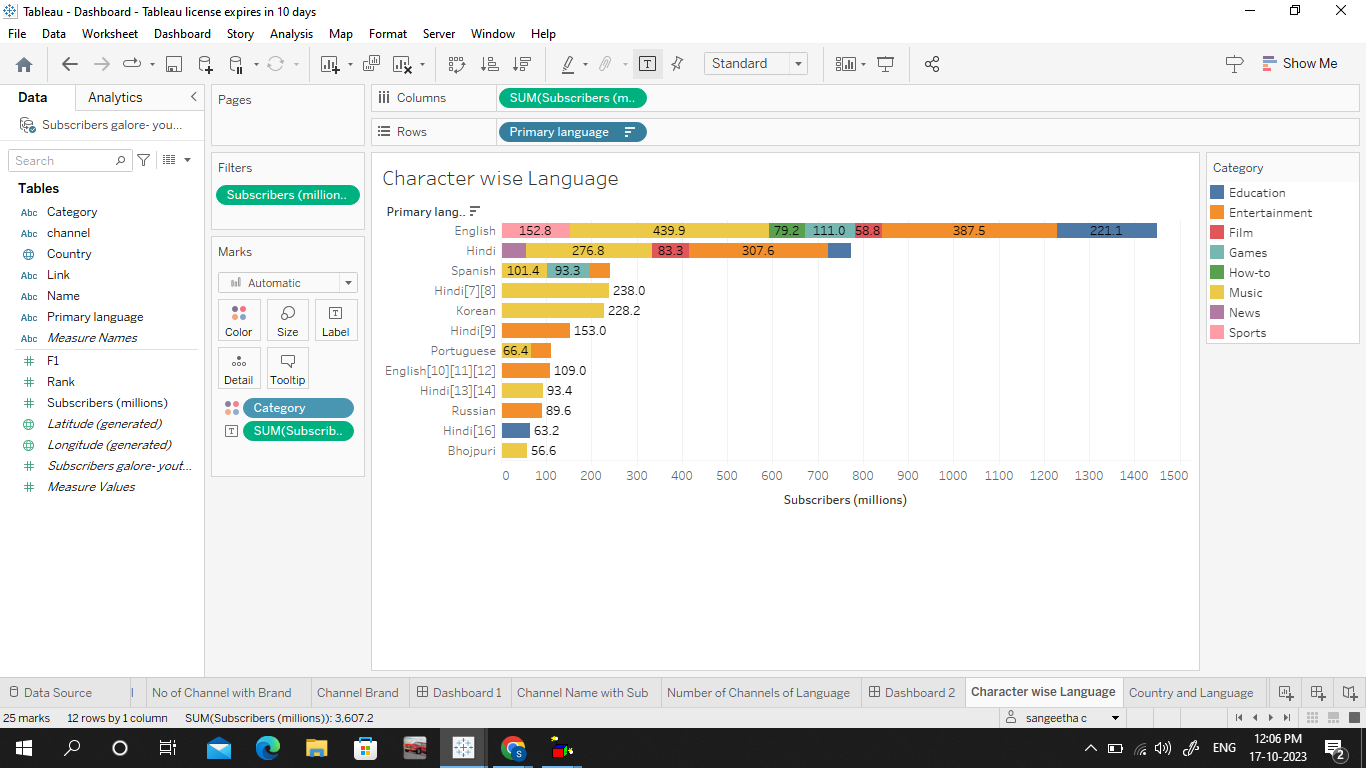 Tableau - Dashboard - Tableau license expires in 10 days
File Data Worksheet Dashboard Story Analysis Map Format Server Window Help
Standard Show Me
Data Analytics
Subscribers galore- you...
Search
Tables
Abc Category
Abc channel
Country
Abc Link
Abc Name
Abc Primary language
Abc Measure Names
F1
Rank
Subscribers (millions)
Latitude (generated)
Longitude (generated)
Subscribers galore- yout...
Measure Values
Pages
Filters
Subscribers (million..
Marks
Automatic
Color Size Label
Detail Tooltip
Category
SUM(Subscrib..
Columns SUM(Subscribers (m..
Rows Primary language
Character wise Language
Primary lang..
English 152.8 439.9 79.2 111.0 58.8 387.5 221.1
Hindi 276.8 83.3 307.6
Spanish 101.4 93.3
Hindi[7][8] 238.0
Korean 228.2
Hindi[9] 153.0
Portuguese 66.4
English[10][11][12] 109.0
Hindi[13][14] 93.4
Russian 89.6
Hindi[16] 63.2
Bhojpuri 56.6
0 100 200 300 400 500 600 700 800 900 1000 1100 1200 1300 1400 1500
Subscribers (millions)
Category
Education
Entertainment
Film
Games
How-to
Music
News
Sports
Data Source No of Channel with Brand Channel Brand Dashboard 1 Channel Name with Sub Number of Channels of Language Dashboard 2 Character wise Language Country and Language
25 marks 12 rows by 1 column SUM(Subscribers (millions)): 3,607.2 sangeetha c
ENG 12:06 PM
17-10-2023 2